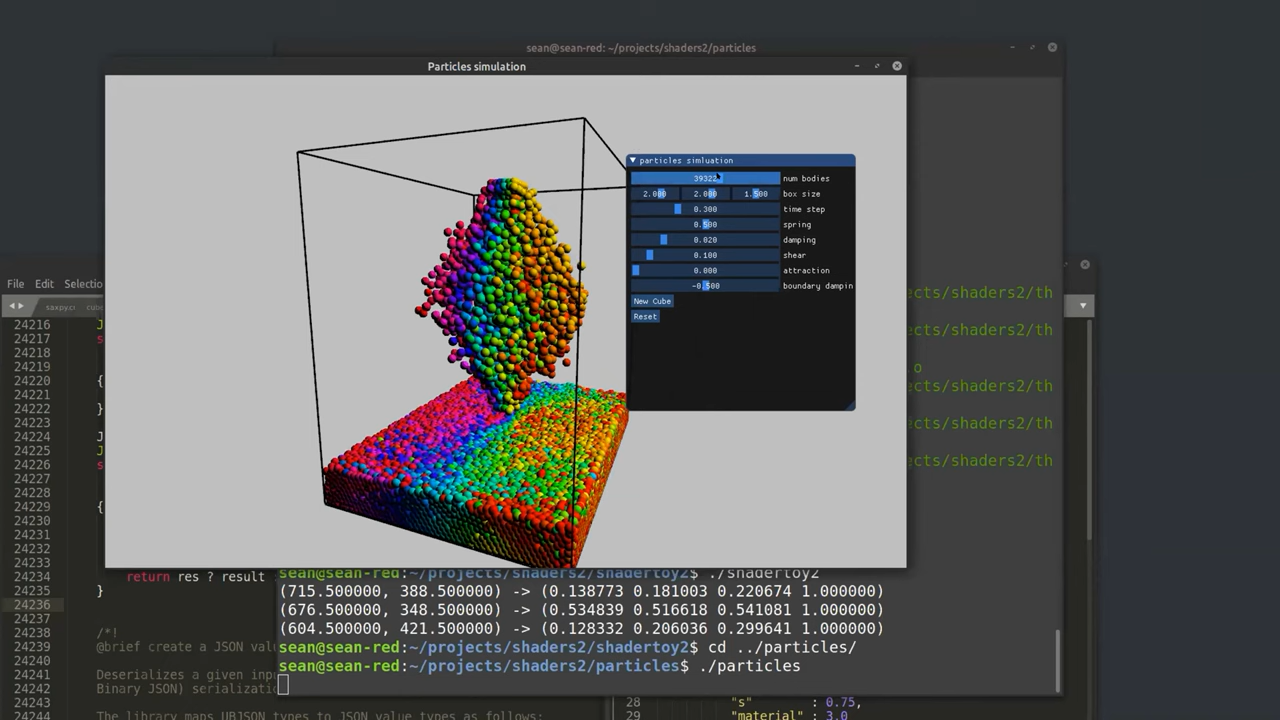 sean@sean-red: ~/projects/shaders2/particles
Particles simulation
particles simluation
39322 num bodies
2.000 2.000 1.500 box size
0.300 time step
0.500 spring
0.020 damping
0.100 shear
0.000 attraction
-0.500 boundary dampin
New Cube
Reset
File Edit Selectio
saxpy.c
24216
24217
24218
24219
24220 {
24221
24222 }
24223
24224
24225
24226
24227
24228
24229 {
24230
24231
24232
24233
24234 return res ? result
24235 }
24236
24237
24238 /*!
24239 @brief create a JSON val
24240
24241 Deserializes a given inp
24242 Binary JSON) serializati
24243
24244 The library maps UBJSON types to JSON value types as follows:
ects/shaders2/th
ojects/shaders2/th
o
ects/shaders2/th
ects/shaders2/th
ects/shaders2/th
sean@sean-red:~/projects/shaders2/shadertoy2$ ./shadertoy2
(715.500000, 388.500000) -> (0.138773 0.181003 0.220674 1.000000)
(676.500000, 348.500000) -> (0.534839 0.516618 0.541081 1.000000)
(604.500000, 421.500000) -> (0.128332 0.206036 0.299641 1.000000)
sean@sean-red:~/projects/shaders2/shadertoy2$ cd ../particles/
sean@sean-red:~/projects/shaders2/particles$ ./particles
28 "s" : 0.75,
29 "material" : 3.0